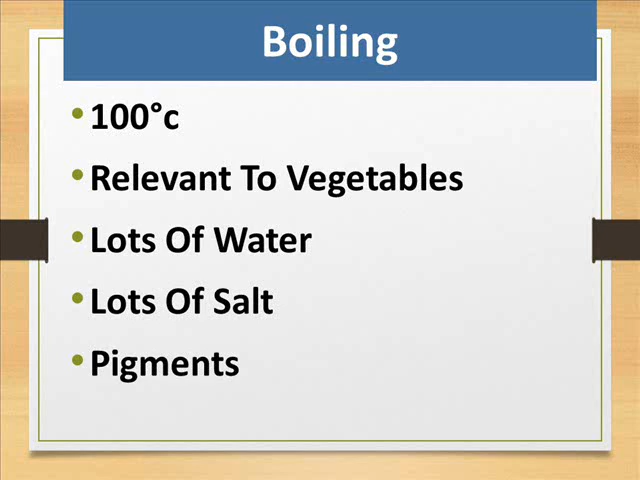 Boiling
• 100°c
• Relevant To Vegetables
• Lots Of Water
• Lots Of Salt
• Pigments